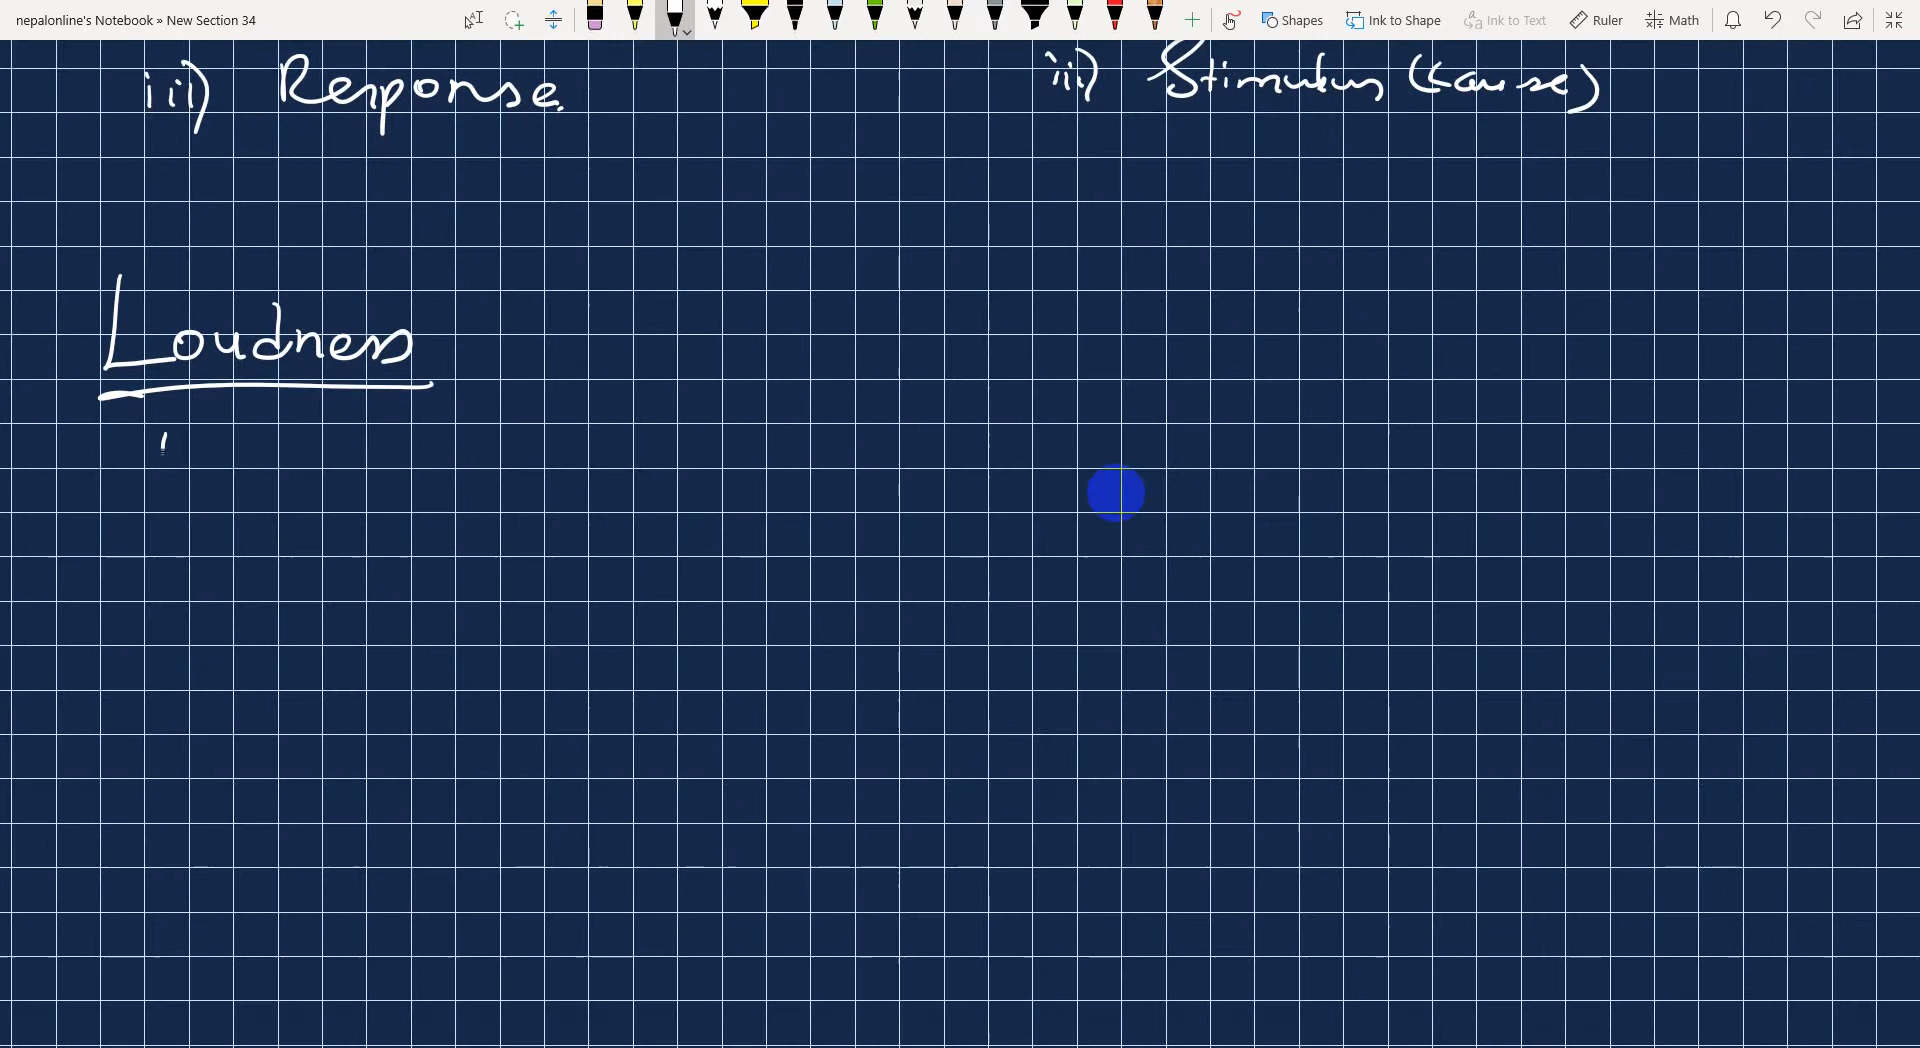 nepalonline's Notebook » New Section 34
Shapes
Ink to Shape
Ink to Text
Ruler
Math
iii) Response.
iii) Stimulus (Cause)
Loudness